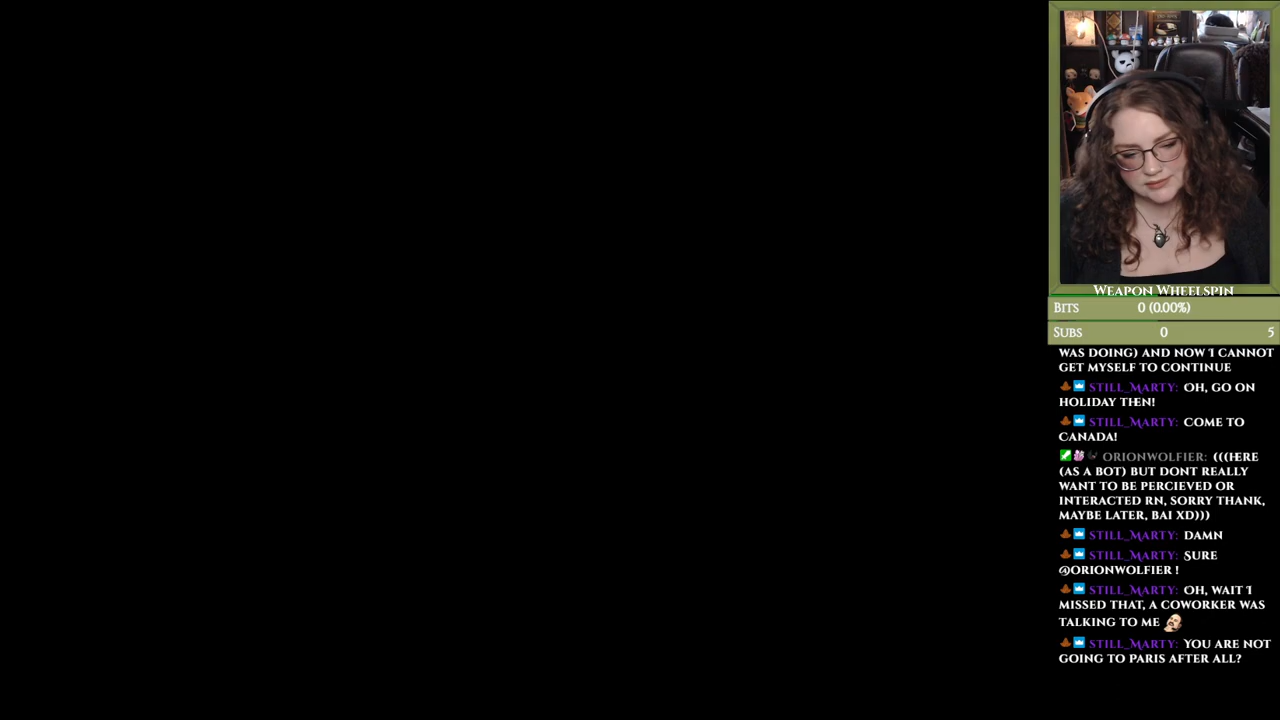 Weapon Wheelspin
Bits 0 (0.00%)
Subs 0 5
was doing) and now I cannot
get myself to continue
Still_Marty: Oh, go on
holiday then!
Still_Marty: Come to
Canada!
OrionWolfier: (((here
(as a bot) but dont really
want to be percieved or
interacted rn, sorry thank,
maybe later, bai xD)))
Still_Marty: Damn
Still_Marty: Sure
@OrionWolfier !
Still_Marty: Oh, wait I
missed that, a coworker was
talking to me
Still_Marty: You are not
going to Paris after all?